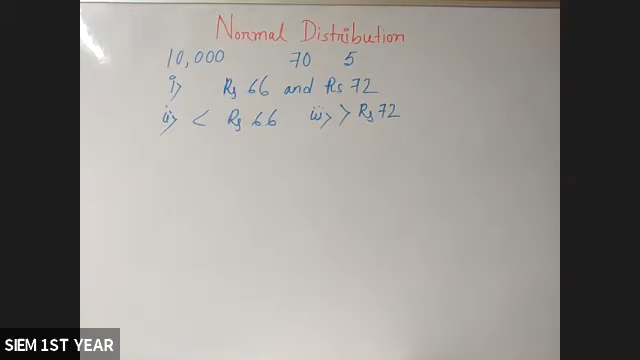 Normal Distribution
10,000 70 5
i> Rs 66 and Rs 72
ii> < Rs 66 iii> > Rs 72
SIEM 1ST YEAR